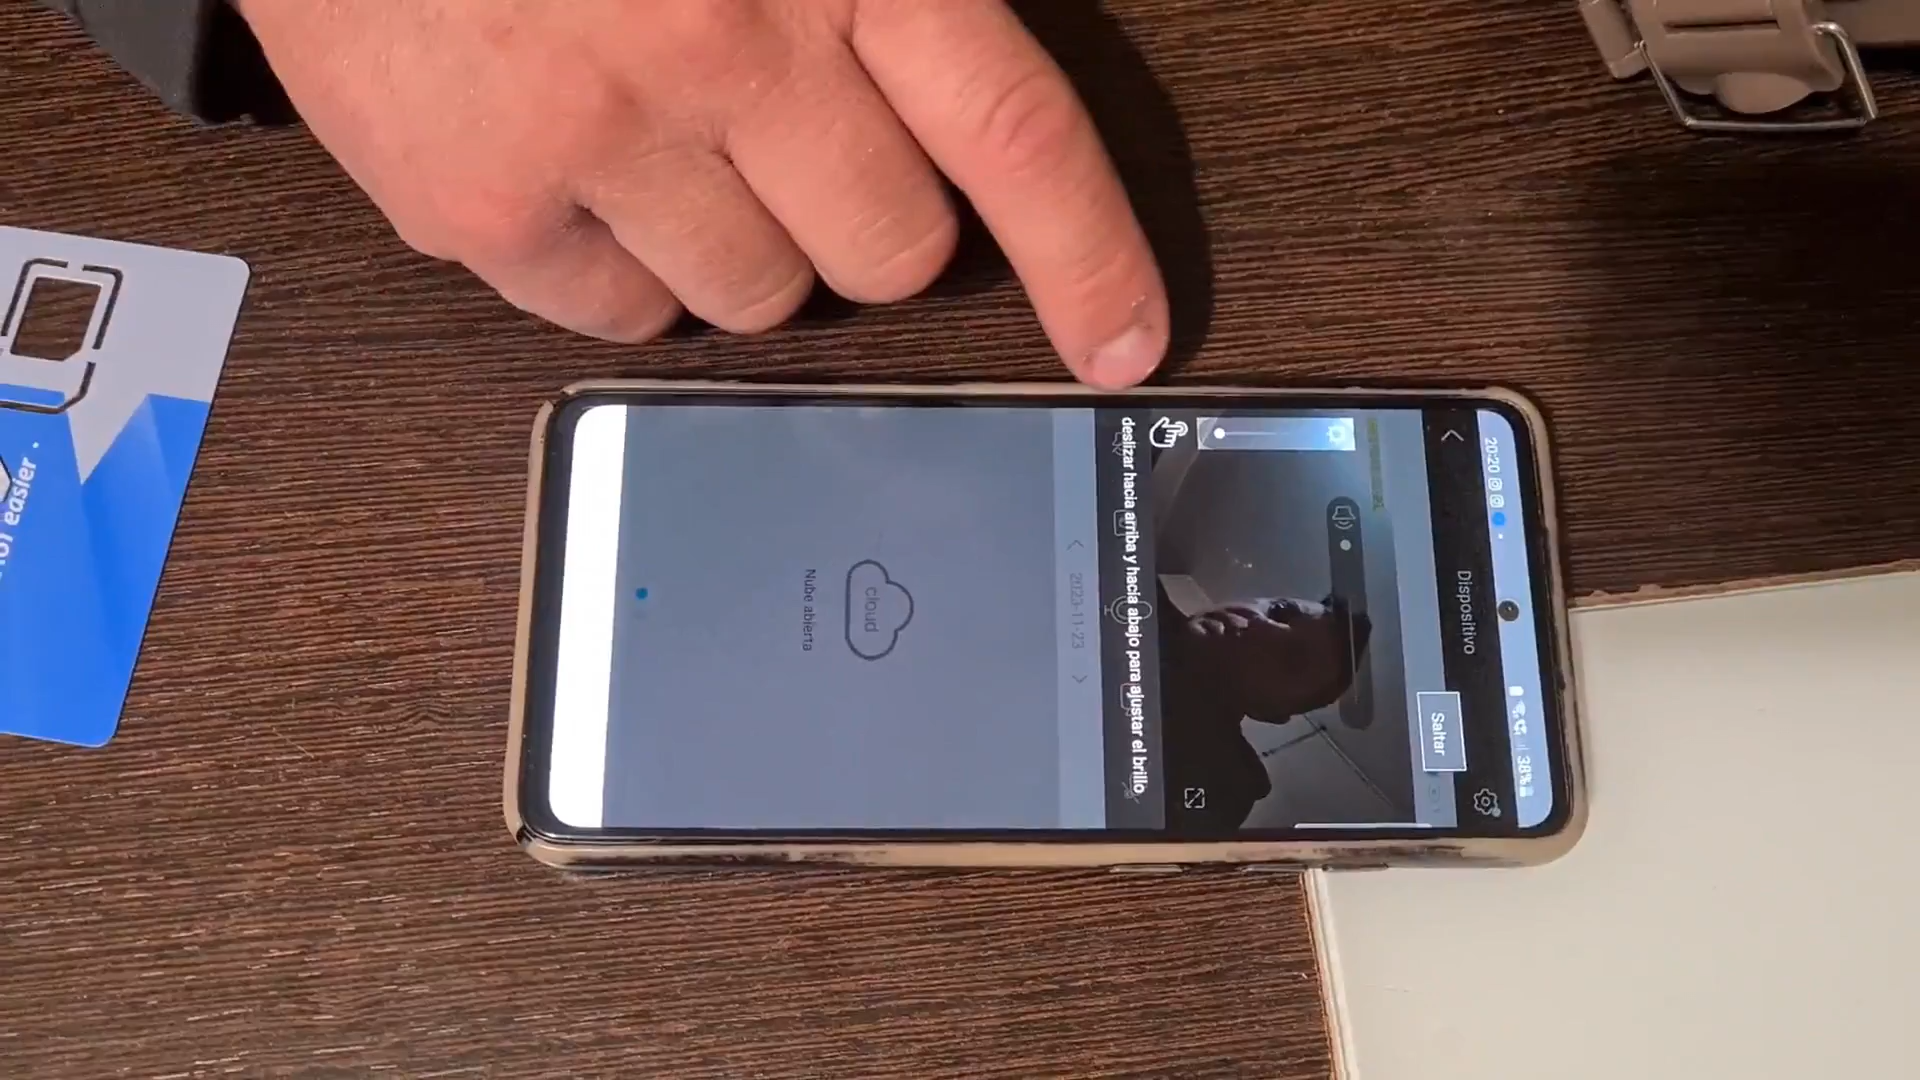 20:20
38%
Dispositivo
Saltar
deslizar hacia arriba y hacia abajo para ajustar el brillo
2023-11-23
cloud
Nube abierta
easier.